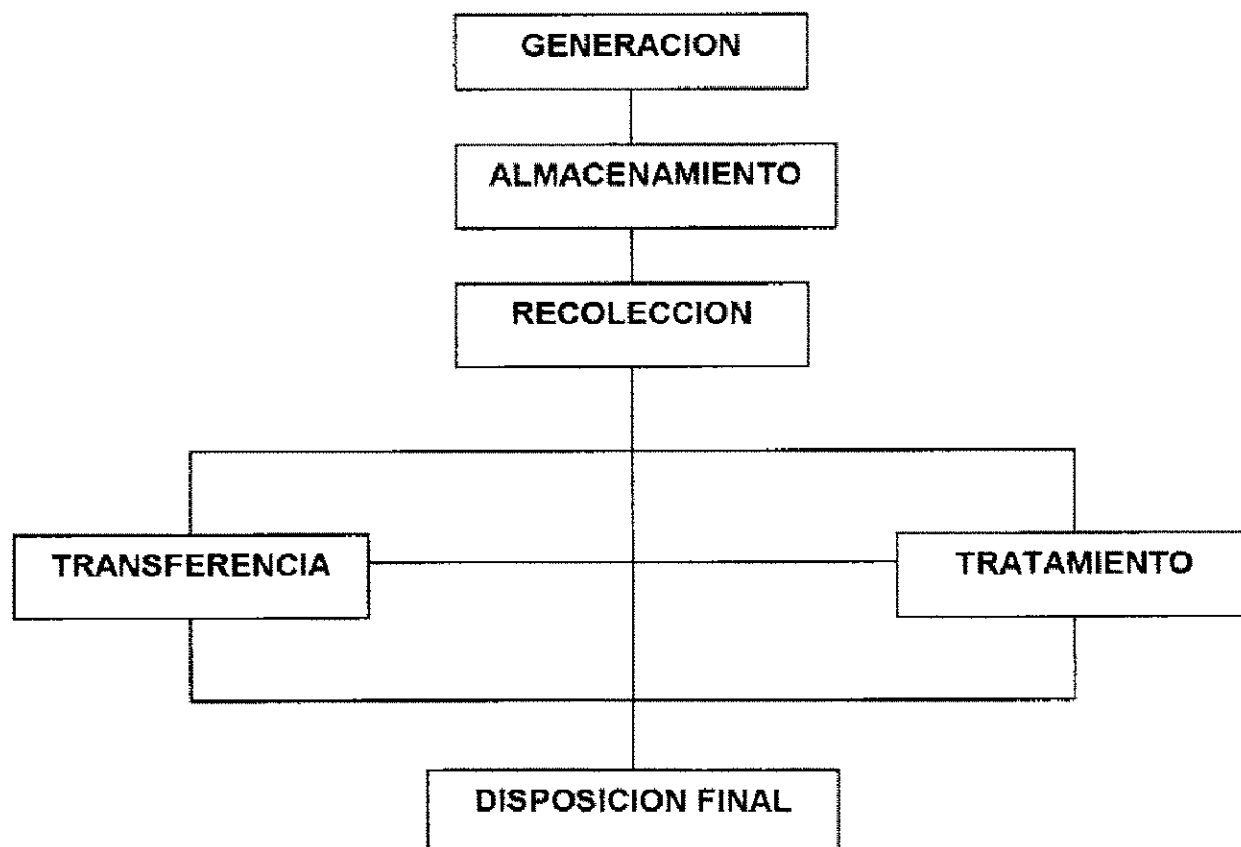 GENERACION
ALMACENAMIENTO
RECOLECCION
TRANSFERENCIA
TRATAMIENTO
DISPOSICION FINAL